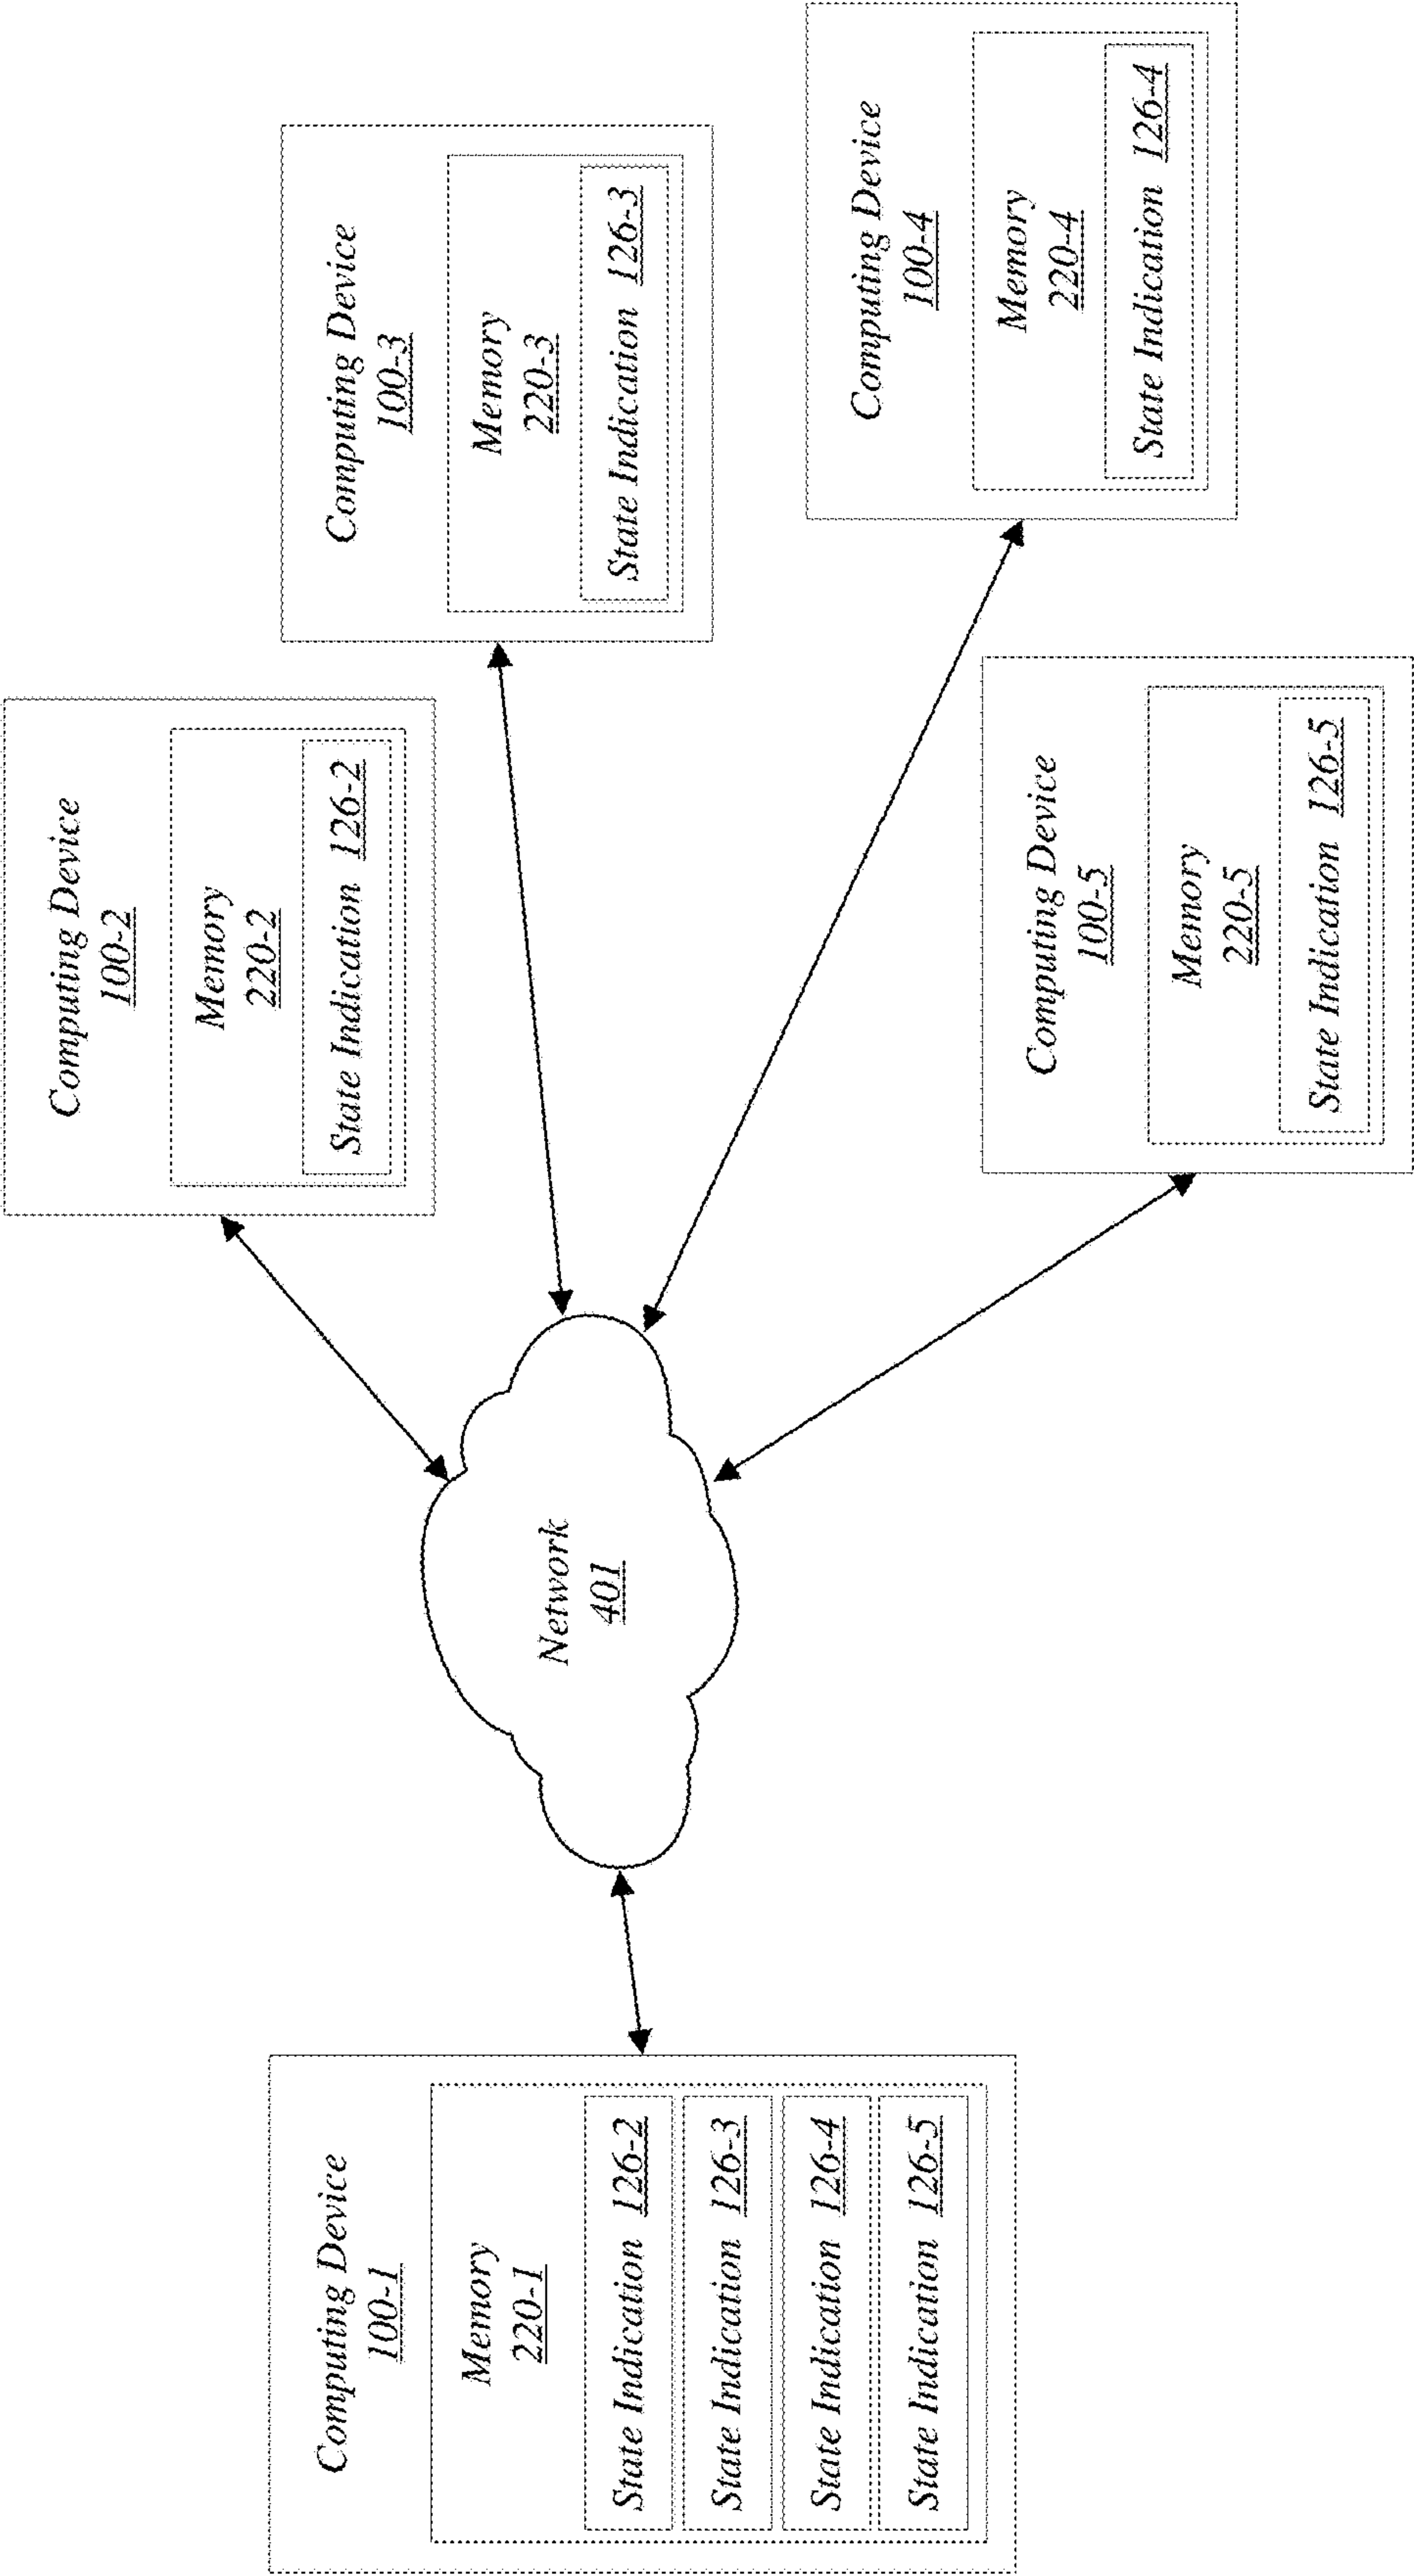 Computing Device
100-1
Memory
220-1
State Indication 126-2
State Indication 126-3
State Indication 126-4
State Indication 126-5
Network
401
Computing Device
100-2
Memory
220-2
State Indication 126-2
Computing Device
100-3
Memory
220-3
State Indication 126-3
Computing Device
100-4
Memory
220-4
State Indication 126-4
Computing Device
100-5
Memory
220-5
State Indication 126-5